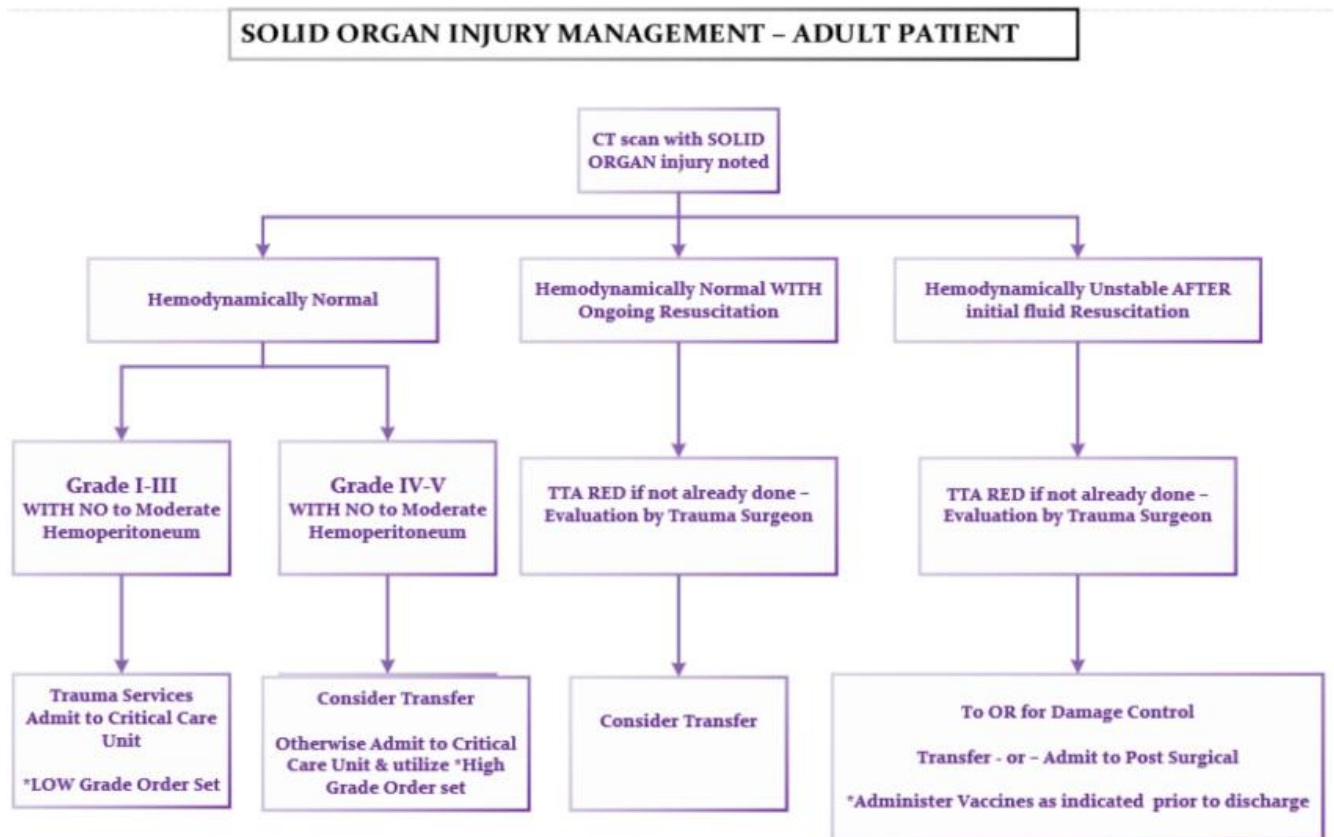 SOLID ORGAN INJURY MANAGEMENT – ADULT PATIENT
CT scan with SOLID
ORGAN injury noted
Hemodynamically Normal
Hemodynamically Normal WITH
Ongoing Resuscitation
Hemodynamically Unstable AFTER
initial fluid Resuscitation
Grade I-III
WITH NO to Moderate
Hemoperitoneum
Grade IV-V
WITH NO to Moderate
Hemoperitoneum
TTA RED if not already done –
Evaluation by Trauma Surgeon
TTA RED if not already done –
Evaluation by Trauma Surgeon
Trauma Services
Admit to Critical Care
Unit
*LOW Grade Order Set
Consider Transfer
Otherwise Admit to Critical
Care Unit & utilize *High
Grade Order set
Consider Transfer
To OR for Damage Control
Transfer - or – Admit to Post Surgical
*Administer Vaccines as indicated prior to discharge